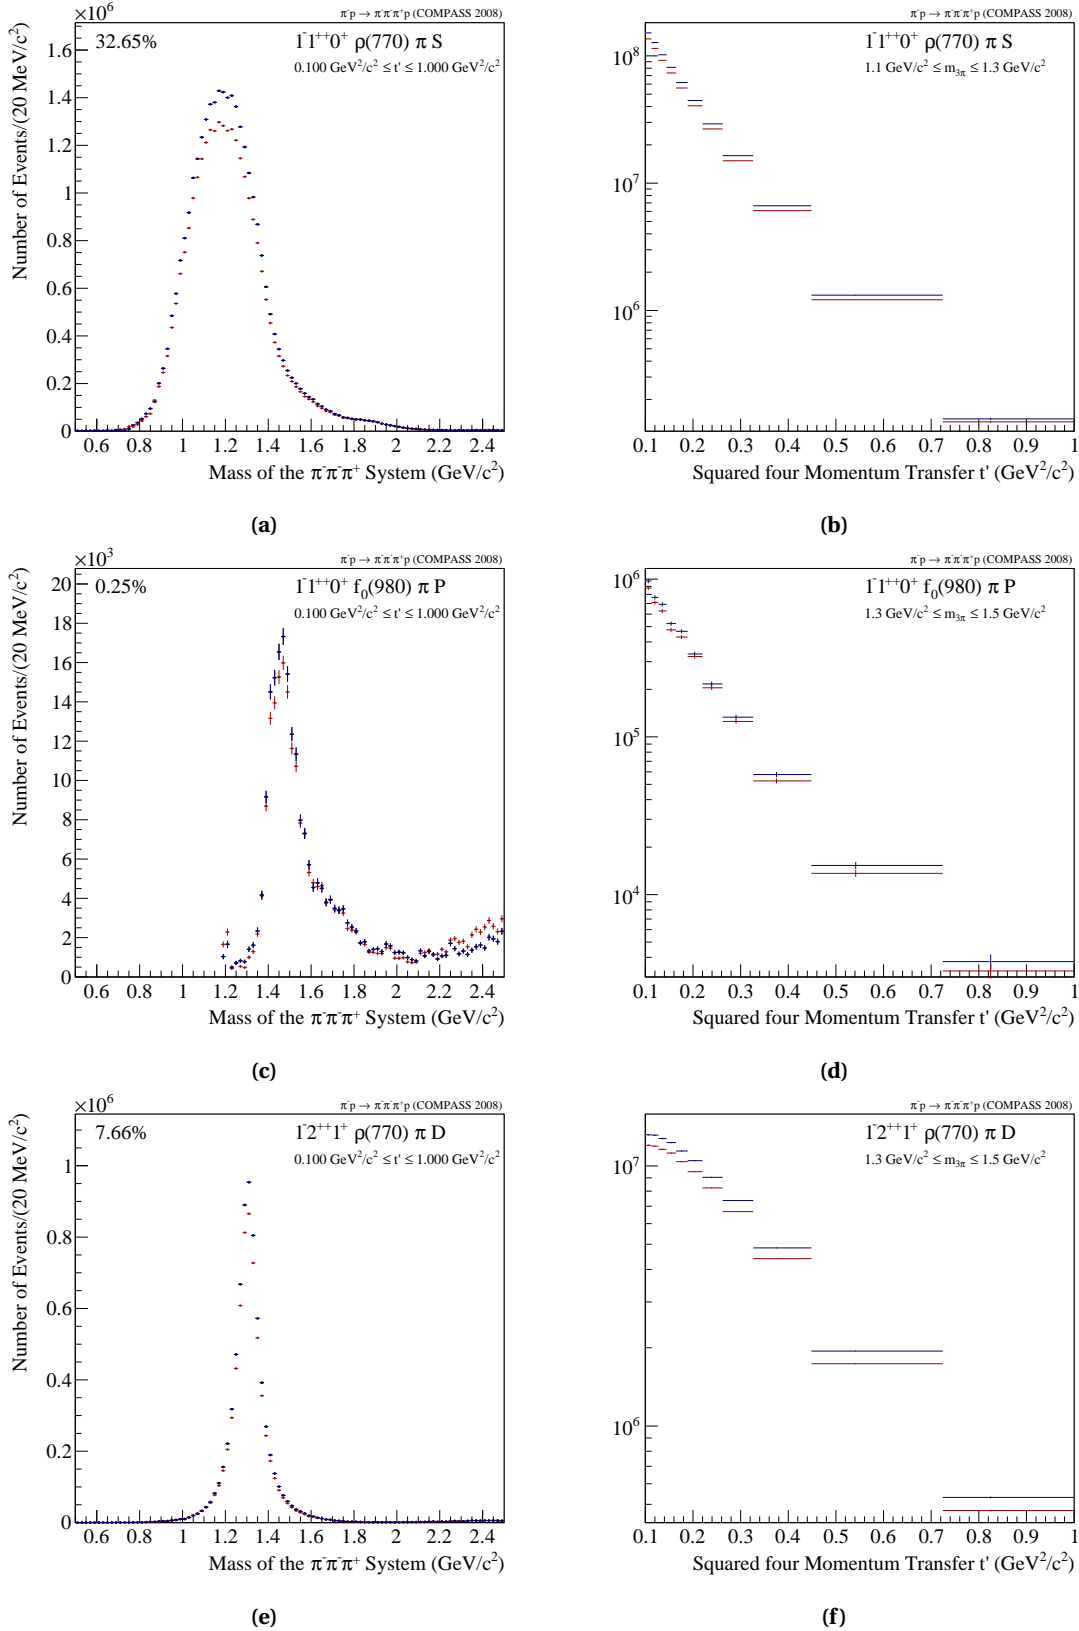 π⁻p → π⁻π⁻π⁺p (COMPASS 2008)
×10⁶
32.65%
1⁻1⁺⁺0⁺ ρ(770) π S
0.100 GeV²/c² ≤ t' ≤ 1.000 GeV²/c²
Number of Events/(20 MeV/c²)
1.6
1.4
1.2
1
0.8
0.6
0.4
0.2
0
0.6 0.8 1 1.2 1.4 1.6 1.8 2 2.2 2.4
Mass of the π⁻π⁻π⁺ System (GeV/c²)
(a)
π⁻p → π⁻π⁻π⁺p (COMPASS 2008)
1⁻1⁺⁺0⁺ ρ(770) π S
1.1 GeV/c² ≤ m₃π ≤ 1.3 GeV/c²
10⁸
10⁷
10⁶
0.1 0.2 0.3 0.4 0.5 0.6 0.7 0.8 0.9 1
Squared four Momentum Transfer t' (GeV²/c²)
(b)
π⁻p → π⁻π⁻π⁺p (COMPASS 2008)
×10³
0.25%
1⁻1⁺⁺0⁺ f₀(980) π P
0.100 GeV²/c² ≤ t' ≤ 1.000 GeV²/c²
Number of Events/(20 MeV/c²)
20
18
16
14
12
10
8
6
4
2
0
0.6 0.8 1 1.2 1.4 1.6 1.8 2 2.2 2.4
Mass of the π⁻π⁻π⁺ System (GeV/c²)
(c)
π⁻p → π⁻π⁻π⁺p (COMPASS 2008)
1⁻1⁺⁺0⁺ f₀(980) π P
1.3 GeV/c² ≤ m₃π ≤ 1.5 GeV/c²
10⁶
10⁵
10⁴
0.1 0.2 0.3 0.4 0.5 0.6 0.7 0.8 0.9 1
Squared four Momentum Transfer t' (GeV²/c²)
(d)
π⁻p → π⁻π⁻π⁺p (COMPASS 2008)
×10⁶
7.66%
1⁻2⁺⁺1⁺ ρ(770) π D
0.100 GeV²/c² ≤ t' ≤ 1.000 GeV²/c²
Number of Events/(20 MeV/c²)
1
0.8
0.6
0.4
0.2
0
0.6 0.8 1 1.2 1.4 1.6 1.8 2 2.2 2.4
Mass of the π⁻π⁻π⁺ System (GeV/c²)
(e)
π⁻p → π⁻π⁻π⁺p (COMPASS 2008)
1⁻2⁺⁺1⁺ ρ(770) π D
1.3 GeV/c² ≤ m₃π ≤ 1.5 GeV/c²
10⁷
10⁶
0.1 0.2 0.3 0.4 0.5 0.6 0.7 0.8 0.9 1
Squared four Momentum Transfer t' (GeV²/c²)
(f)